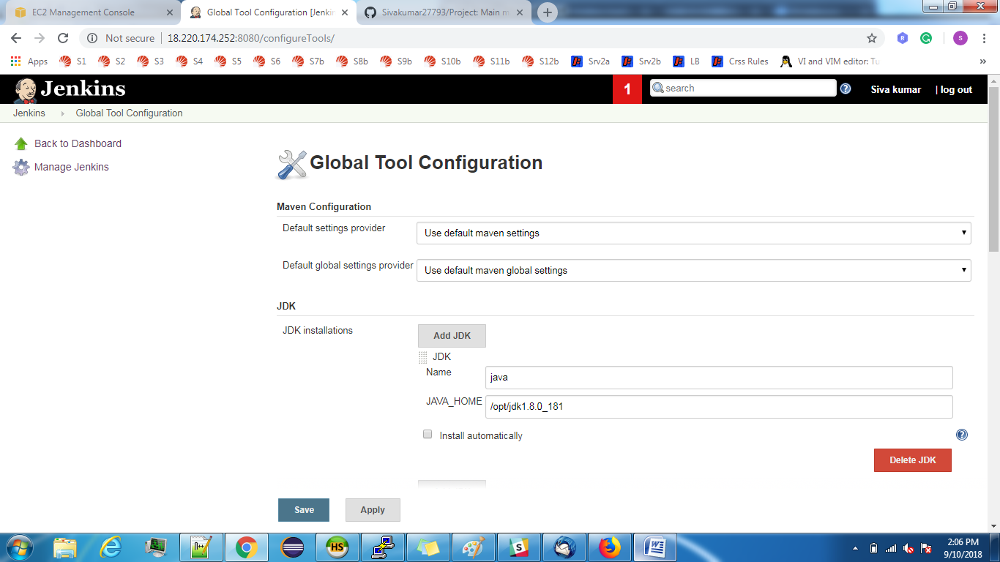 EC2 Management Console
Global Tool Configuration [Jenkin
Sivakumar27793/Project: Main m
Not secure | 18.220.174.252:8080/configureTools/
S
Apps S1 S2 S3 S4 S5 S6 S7b S8b S9b S10b S11b S12b Srv2a Srv2b LB Crss Rules VI and VIM editor: Tu
Jenkins 1 search Siva kumar | log out
Jenkins Global Tool Configuration
Back to Dashboard
Manage Jenkins
Global Tool Configuration
Maven Configuration
Default settings provider Use default maven settings
Default global settings provider Use default maven global settings
JDK
JDK installations Add JDK
JDK
Name java
JAVA_HOME /opt/jdk1.8.0_181
Install automatically
Delete JDK
Save Apply
2:06 PM
9/10/2018